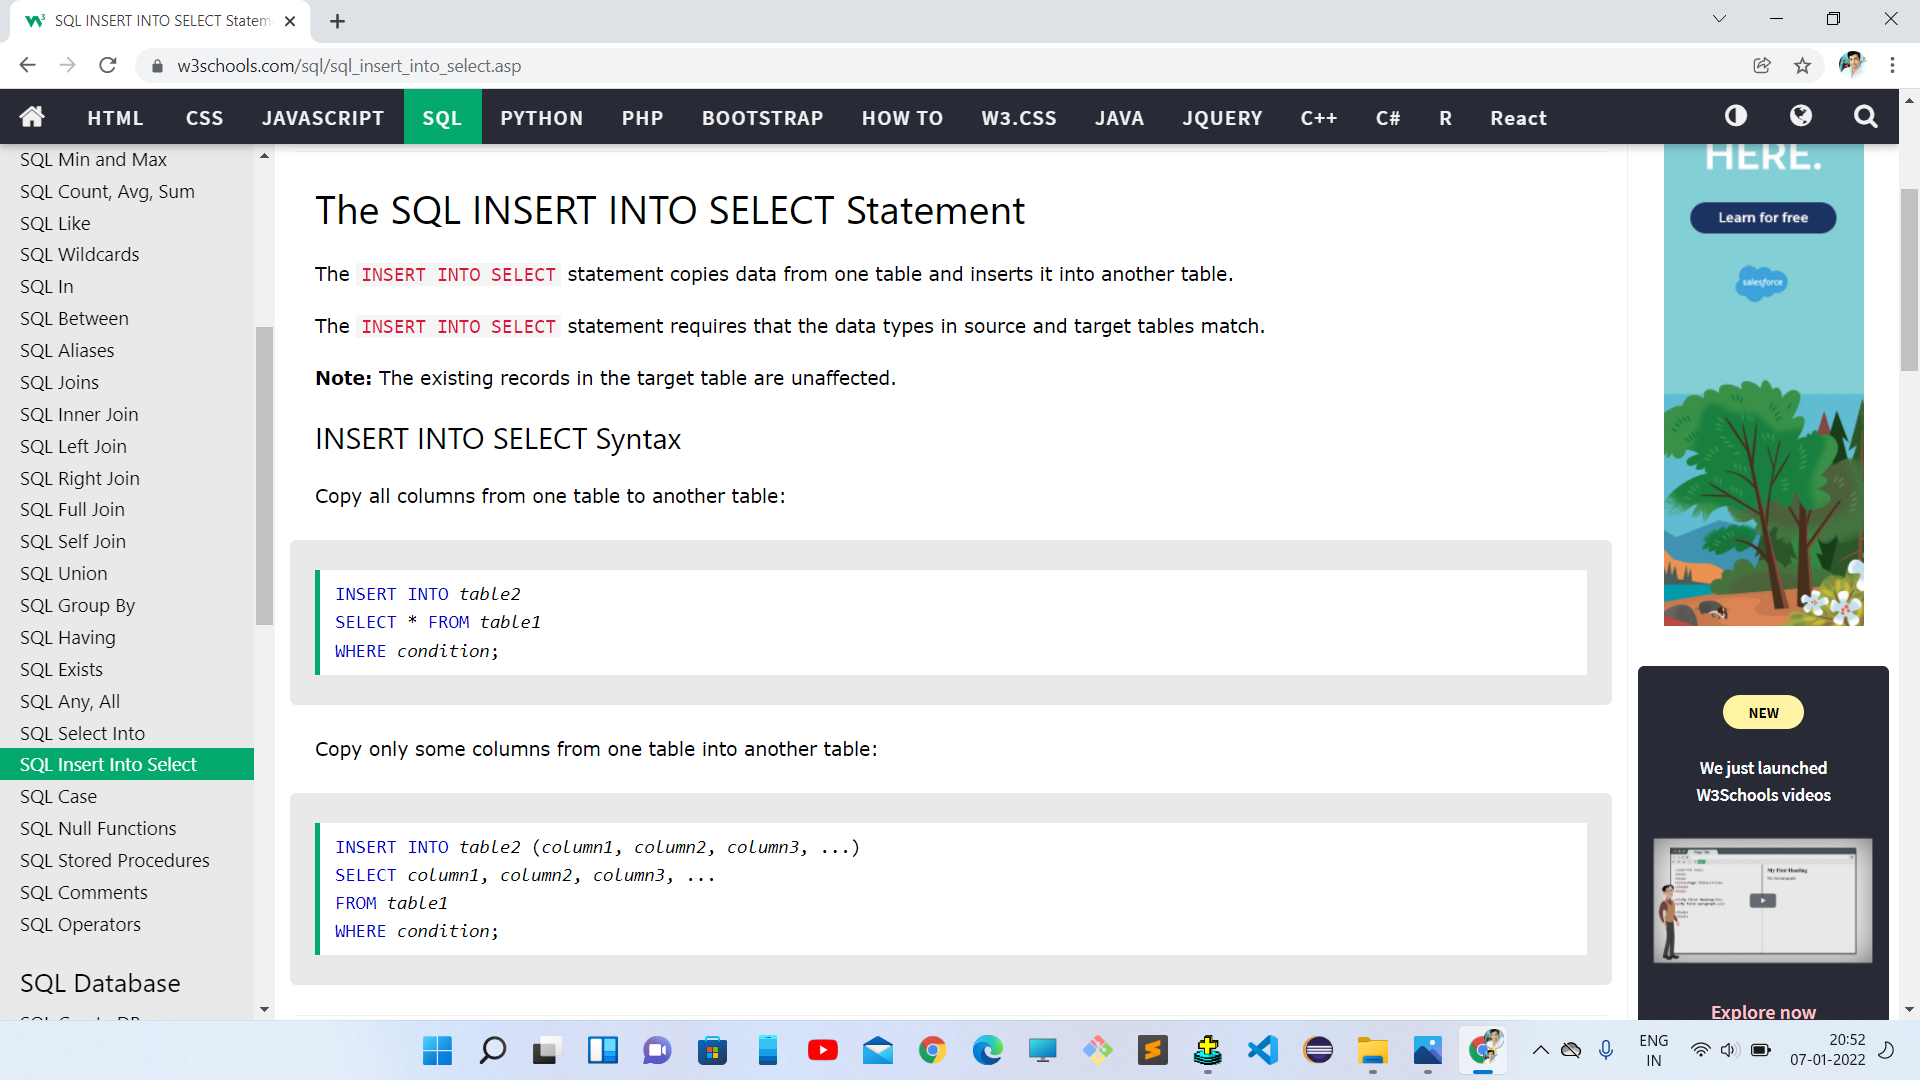 SQL INSERT INTO SELECT Statem
w3schools.com/sql/sql_insert_into_select.asp
HTML CSS JAVASCRIPT SQL PYTHON PHP BOOTSTRAP HOW TO W3.CSS JAVA JQUERY C++ C# R React
SQL Min and Max
SQL Count, Avg, Sum
SQL Like
SQL Wildcards
SQL In
SQL Between
SQL Aliases
SQL Joins
SQL Inner Join
SQL Left Join
SQL Right Join
SQL Full Join
SQL Self Join
SQL Union
SQL Group By
SQL Having
SQL Exists
SQL Any, All
SQL Select Into
SQL Insert Into Select
SQL Case
SQL Null Functions
SQL Stored Procedures
SQL Comments
SQL Operators
SQL Database
The SQL INSERT INTO SELECT Statement
The INSERT INTO SELECT statement copies data from one table and inserts it into another table.
The INSERT INTO SELECT statement requires that the data types in source and target tables match.
Note: The existing records in the target table are unaffected.
INSERT INTO SELECT Syntax
Copy all columns from one table to another table:
INSERT INTO table2
SELECT * FROM table1
WHERE condition;
Copy only some columns from one table into another table:
INSERT INTO table2 (column1, column2, column3, ...)
SELECT column1, column2, column3, ...
FROM table1
WHERE condition;
HERE.
Learn for free
salesforce
NEW
We just launched
W3Schools videos
My First Heading
Explore now
ENG
IN
20:52
07-01-2022